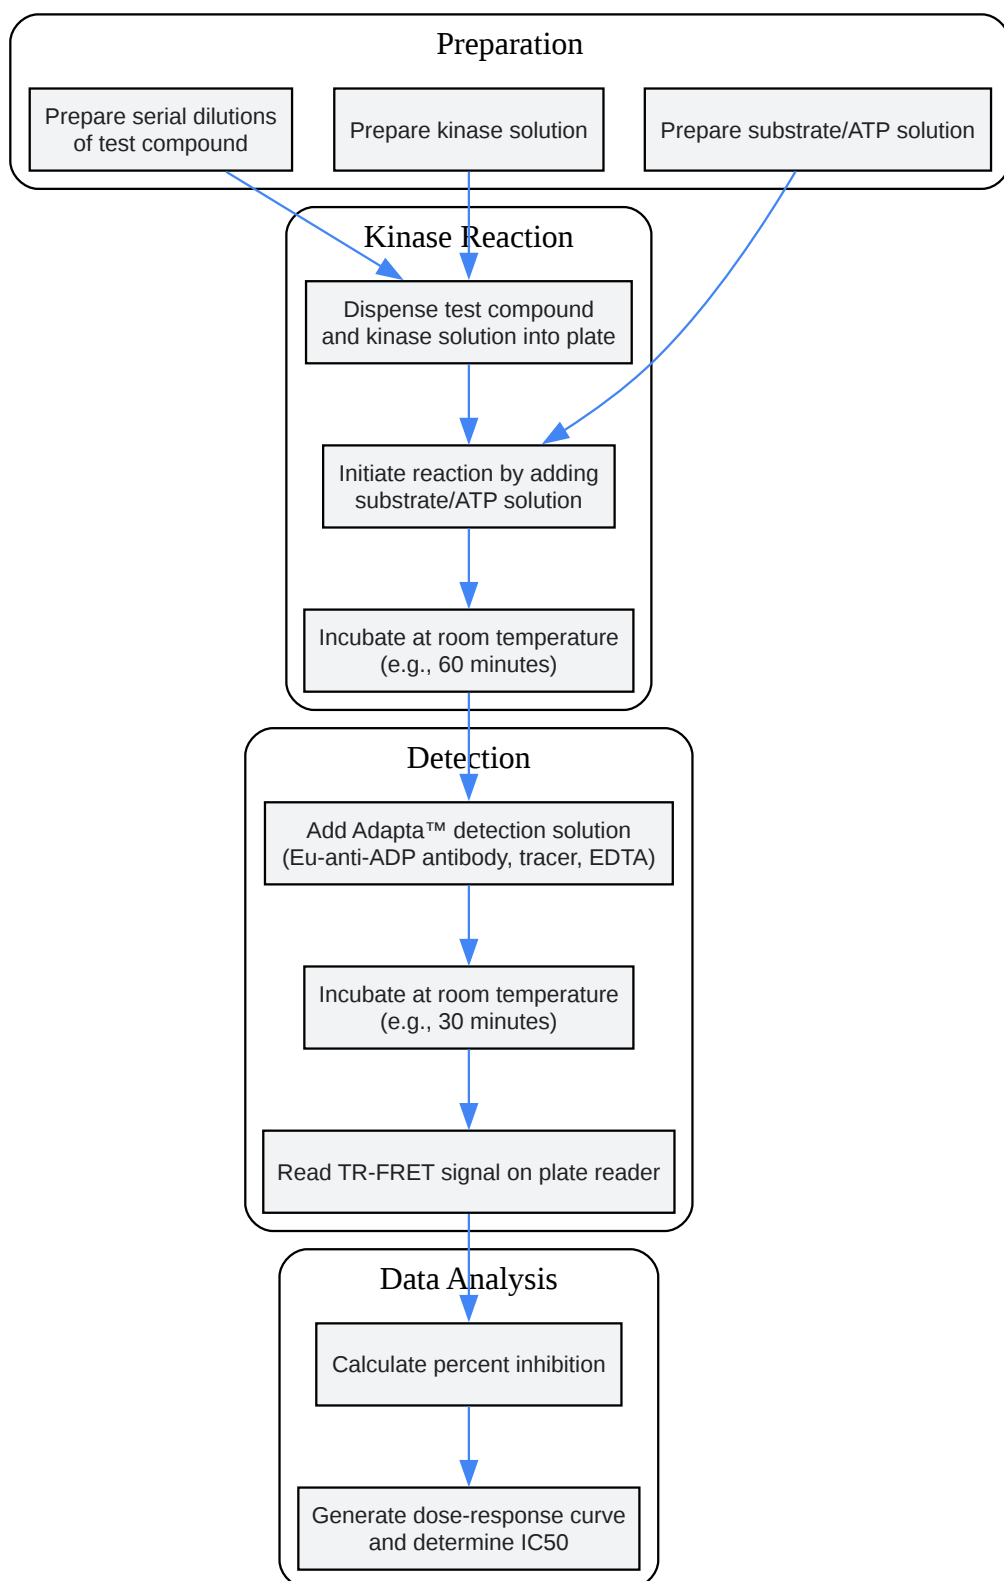 Preparation
Prepare serial dilutions
of test compound
Prepare kinase solution
Prepare substrate/ATP solution
Kinase Reaction
Dispense test compound
and kinase solution into plate
Initiate reaction by adding
substrate/ATP solution
Incubate at room temperature
(e.g., 60 minutes)
Detection
Add Adapta™ detection solution
(Eu-anti-ADP antibody, tracer, EDTA)
Incubate at room temperature
(e.g., 30 minutes)
Read TR-FRET signal on plate reader
Data Analysis
Calculate percent inhibition
Generate dose-response curve
and determine IC50